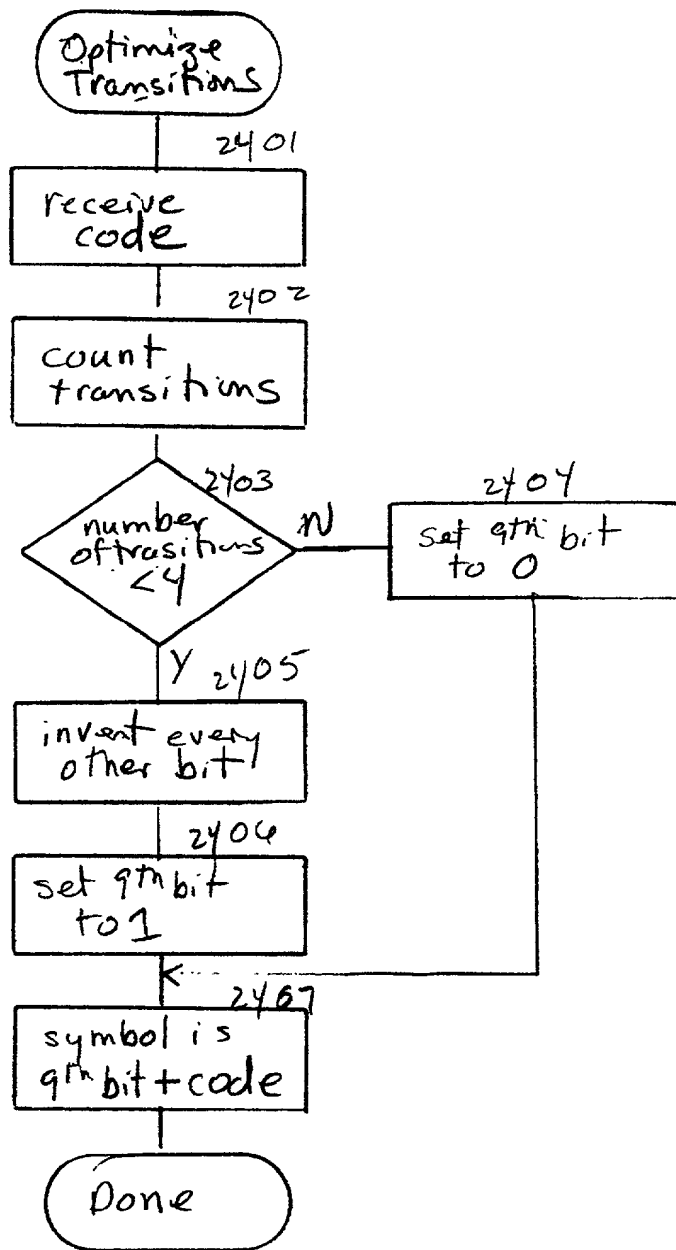 Optimize
Transitions
2401
receive
code
2402
count
transitions
2403
number
of trasitions
<4
N
2404
set 9th bit
to 0
Y
2405
invert every
other bit
2406
set 9th bit
to 1
2407
symbol is
9th bit + code
Done